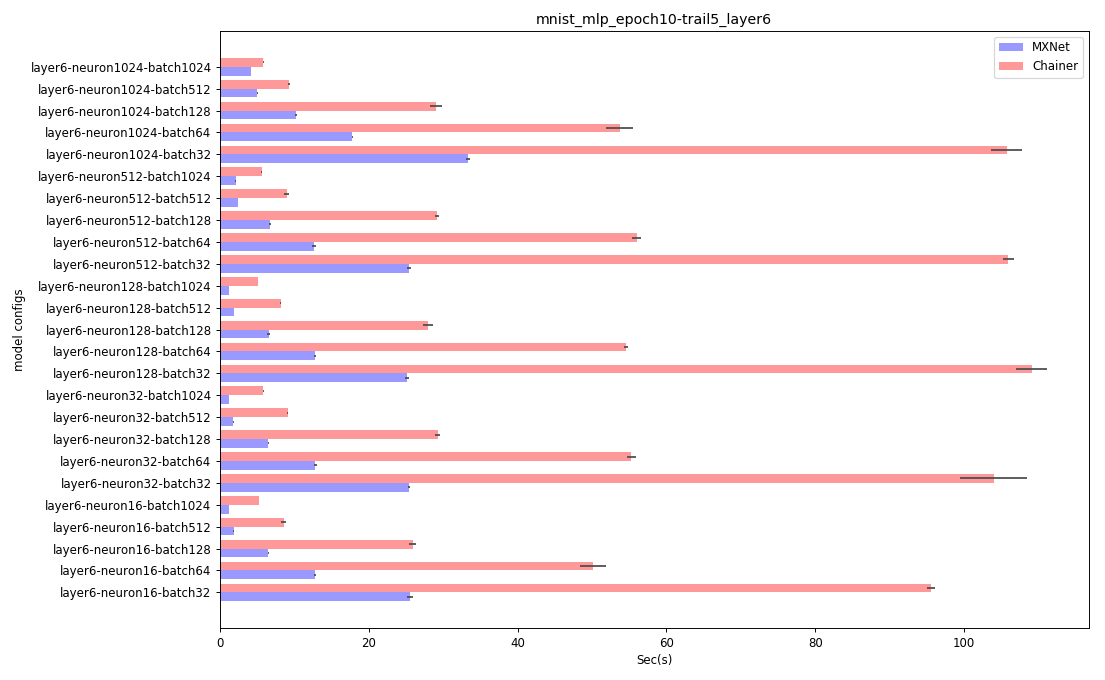 mnist_mlp_epoch10-trail5_layer6
MXNet
Chainer
model configs
layer6-neuron1024-batch1024
layer6-neuron1024-batch512
layer6-neuron1024-batch128
layer6-neuron1024-batch64
layer6-neuron1024-batch32
layer6-neuron512-batch1024
layer6-neuron512-batch512
layer6-neuron512-batch128
layer6-neuron512-batch64
layer6-neuron512-batch32
layer6-neuron128-batch1024
layer6-neuron128-batch512
layer6-neuron128-batch128
layer6-neuron128-batch64
layer6-neuron128-batch32
layer6-neuron32-batch1024
layer6-neuron32-batch512
layer6-neuron32-batch128
layer6-neuron32-batch64
layer6-neuron32-batch32
layer6-neuron16-batch1024
layer6-neuron16-batch512
layer6-neuron16-batch128
layer6-neuron16-batch64
layer6-neuron16-batch32
0 20 40 60 80 100
Sec(s)